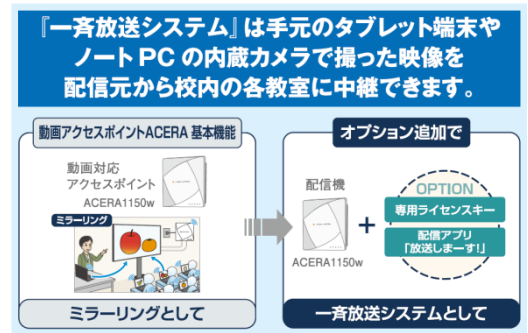 『一斉放送システム』は手元のタブレット端末や
ノートPCの内蔵カメラで撮った映像を
配信元から校内の各教室に中継できます。
動画アクセスポイントACERA 基本機能
動画対応
アクセスポイント
ACERA1150w
ミラーリング
ミラーリングとして
オプション追加で
配信機
ACERA1150w
+
OPTION
専用ライセンスキー
配信アプリ
「放送しまーす!」
一斉放送システムとして